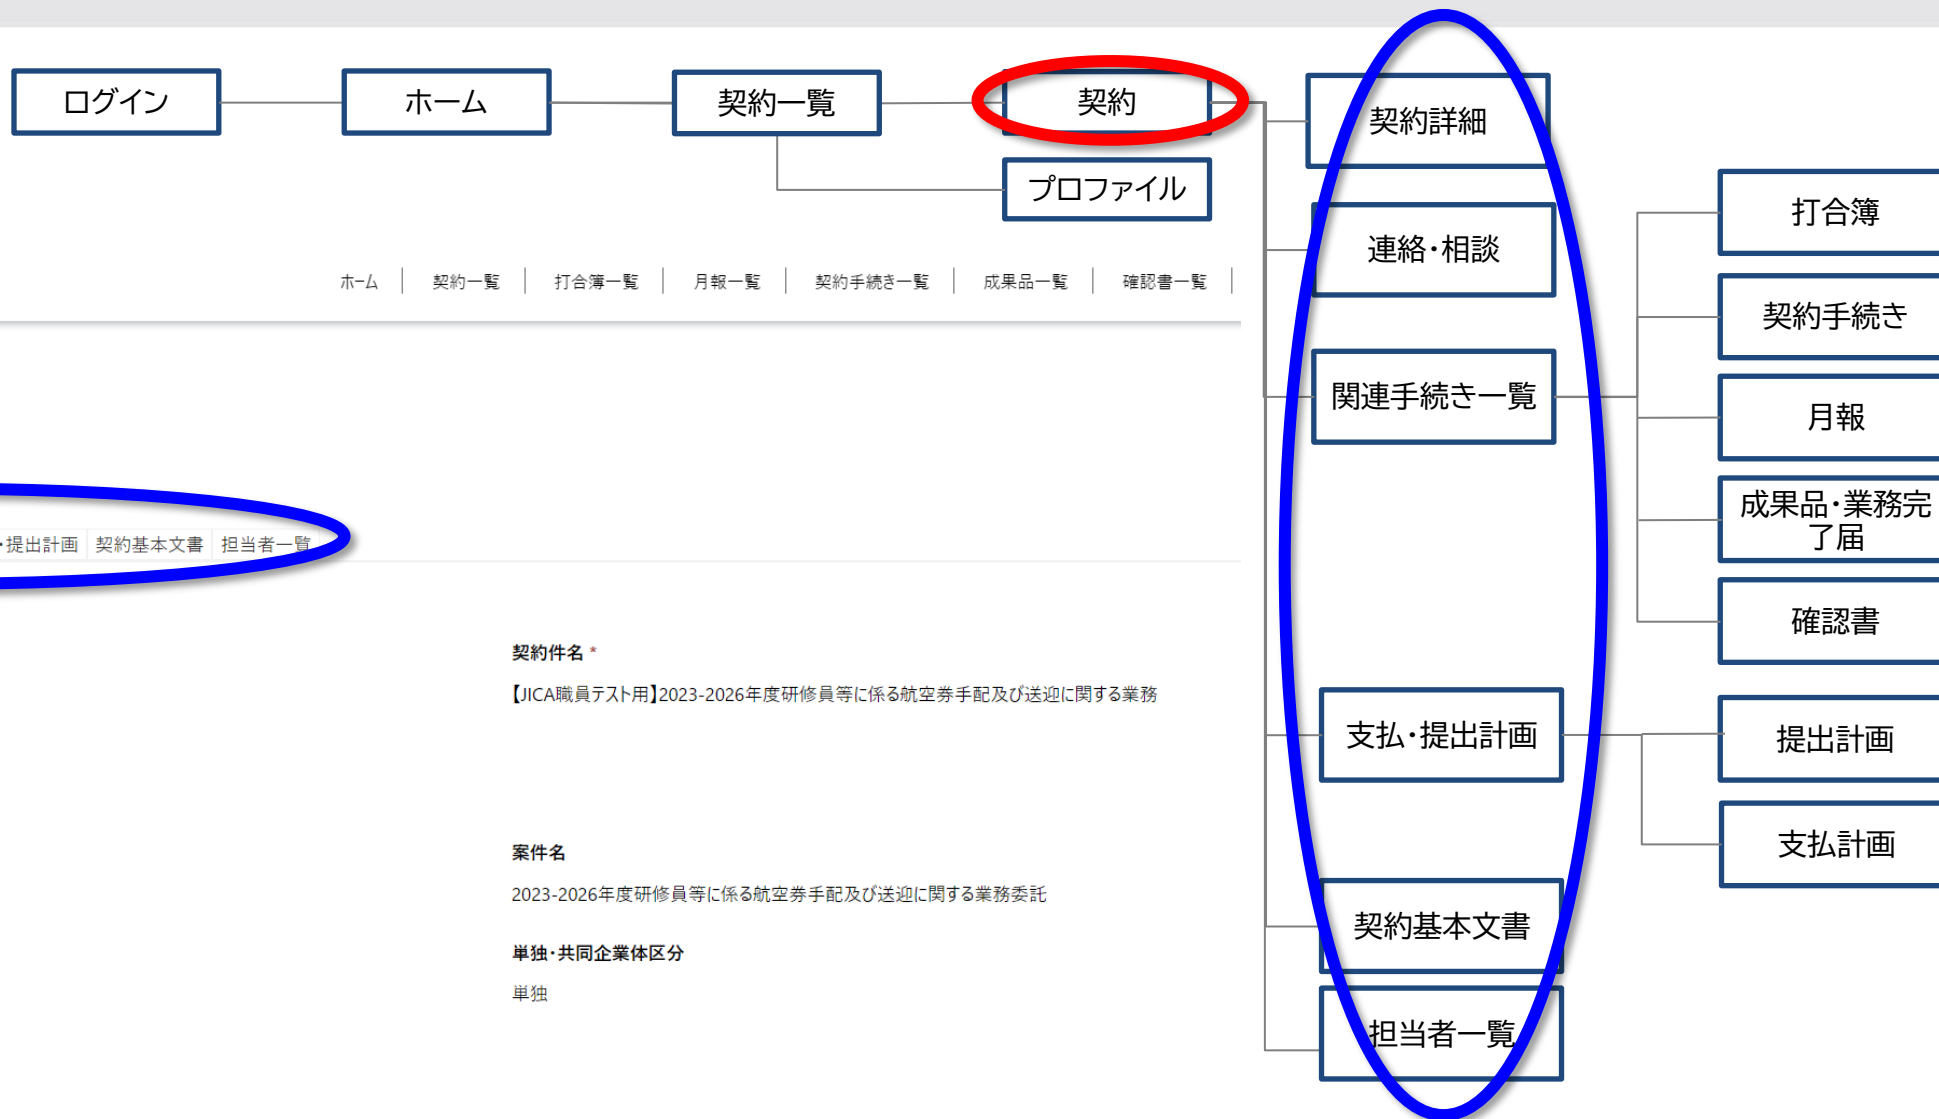 ログイン
ホーム
契約一覧
契約
プロファイル
契約詳細
連絡・相談
関連手続き一覧
支払・提出計画
契約基本文書
担当者一覧
打合簿
契約手続き
月報
成果品・業務完
了届
確認書
提出計画
支払計画
ホーム 契約一覧 打合簿一覧 月報一覧 契約手続き一覧 成果品一覧 確認書一覧
・提出計画 契約基本文書 担当者一覧
契約件名 *
【JICA職員テスト用】2023-2026年度研修員等に係る航空券手配及び送迎に関する業務
案件名
2023-2026年度研修員等に係る航空券手配及び送迎に関する業務委託
単独・共同企業体区分
単独